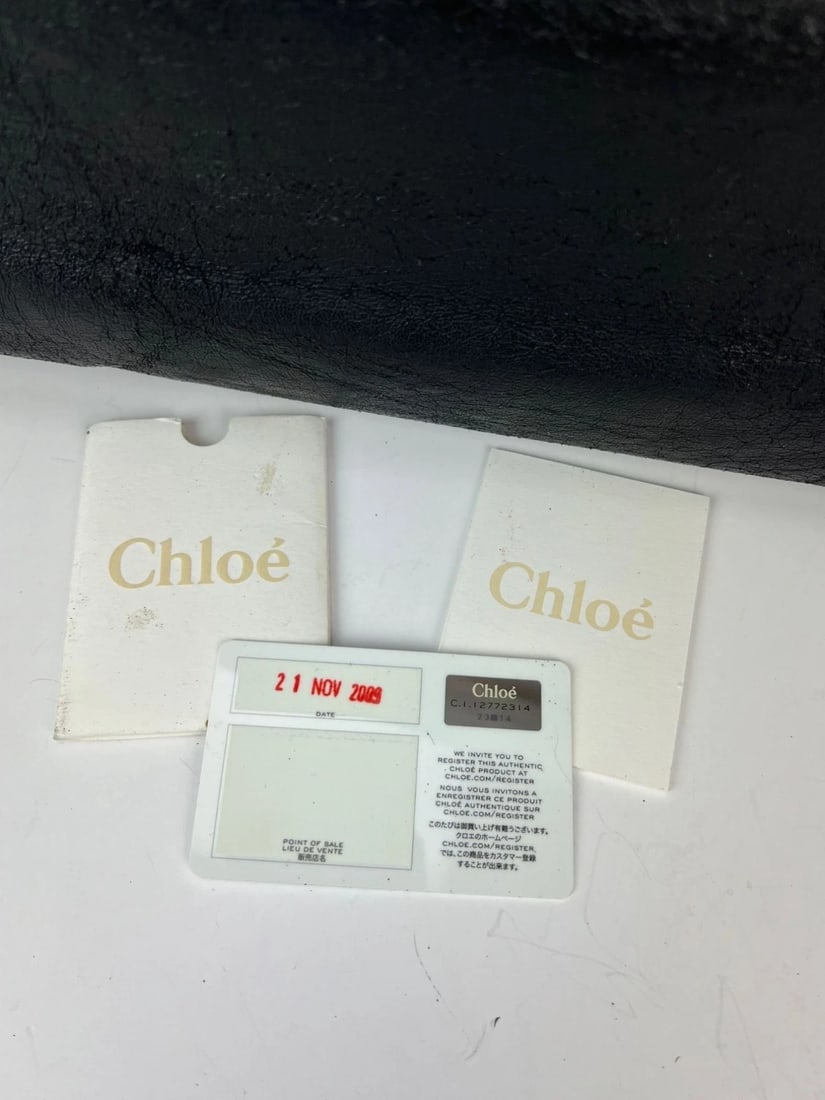 Chloé
Chloé
21 NOV 2009
DATE
POINT OF SALE
LIEU DE VENTE
販売店名
Chloé
C.I.12772314
WE INVITE YOU TO
REGISTER THIS AUTHENTIC
CHLOÉ PRODUCT AT
CHLOE.COM/REGISTER
NOUS VOUS INVITONS A
ENREGISTRER CE PRODUIT
CHLOÉ AUTHENTIQUE SUR
CHLOE.COM/REGISTER
このたびは御買い上げ有難うございます。
クロエのホームページ
CHLOE.COM/REGISTER,
では、この商品をカスタマー登録
することが出来ます。